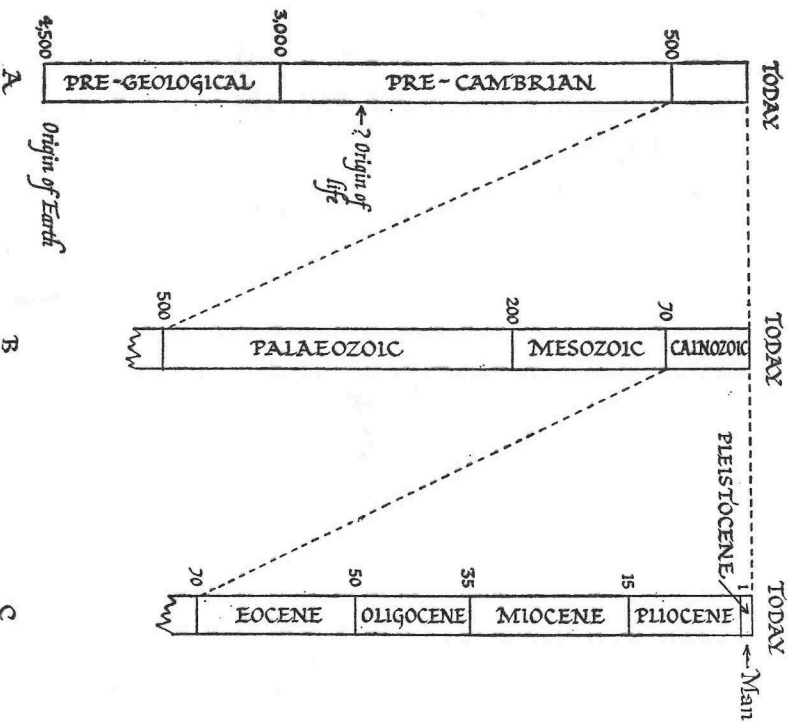 4,500
3,000
500
TODAY
PRE-GEOLOGICAL
PRE-CAMBRIAN
A
Origin of Earth
← ? Origin of
life
500
200
70
TODAY
PALAEOZOIC
MESOZOIC
CAINOZOIC
B
PLEISTOCENE
70
50
35
15
1
TODAY
EOCENE
OLIGOCENE
MIOCENE
PLIOCENE
C
← Man